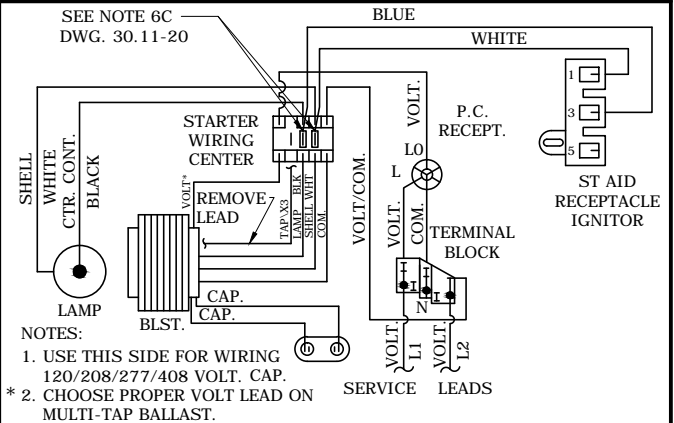 SEE NOTE 6C
DWG. 30.11-20
BLUE
WHITE
1
3
5
ST AID
RECEPTACLE
IGNITOR
P.C.
RECEPT.
VOLT.
LO
L
STARTER
WIRING
CENTER
SHELL
WHITE
CTR. CONT.
BLACK
VOLT*
REMOVE
LEAD
TAP\X3
LAMP BLK
SHELL WHT
COM.
VOLT/COM.
VOLT.
COM.
TERMINAL
BLOCK
N
LAMP
BLST.
CAP.
CAP.
VOLT.
L1
VOLT.
L2
SERVICE LEADS
NOTES:
1. USE THIS SIDE FOR WIRING
120/208/277/408 VOLT. CAP.
* 2. CHOOSE PROPER VOLT LEAD ON
MULTI-TAP BALLAST.